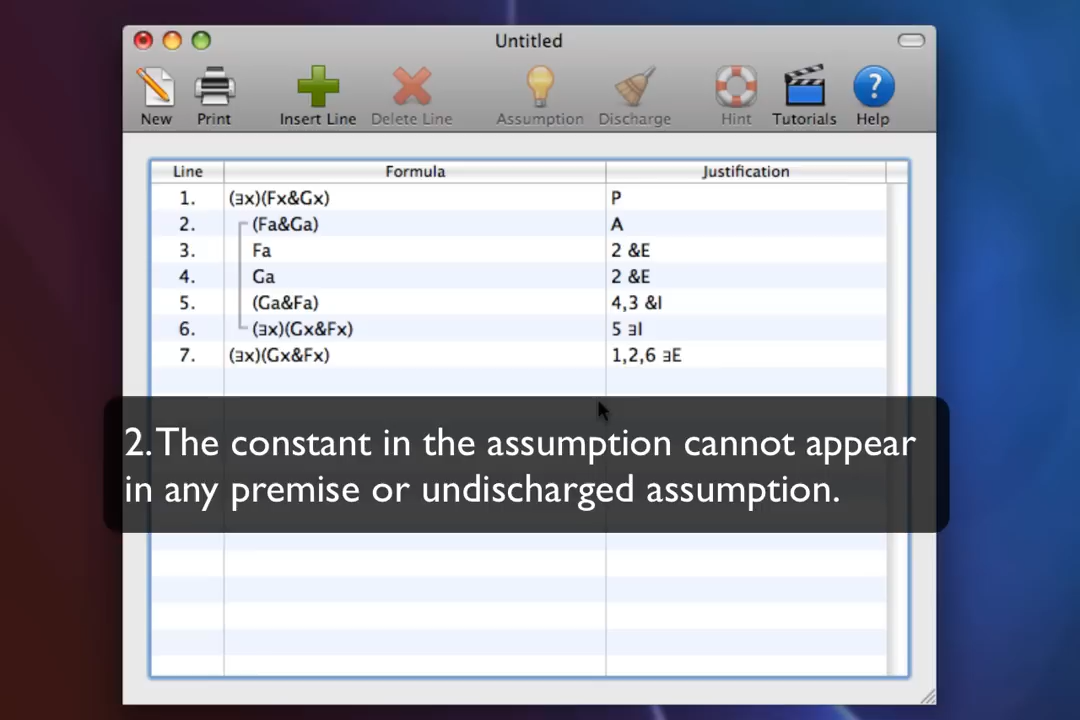 Untitled
New Print Insert Line Delete Line Assumption Discharge Hint Tutorials Help
Line Formula Justification
1. (∃x)(Fx&Gx) P
2. (Fa&Ga) A
3. Fa 2 &E
4. Ga 2 &E
5. (Ga&Fa) 4,3 &I
6. (∃x)(Gx&Fx) 5 ∃I
7. (∃x)(Gx&Fx) 1,2,6 ∃E
2. The constant in the assumption cannot appear
in any premise or undischarged assumption.